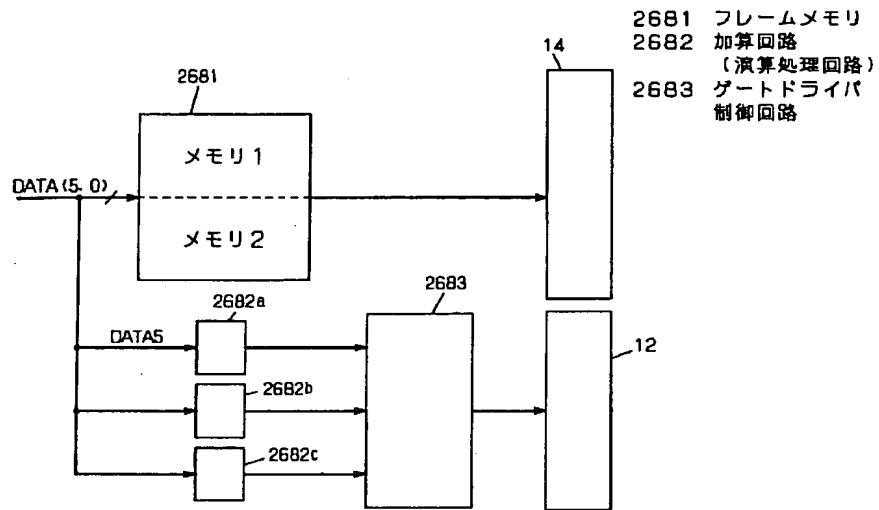 2681 フレームメモリ
2682 加算回路
(演算処理回路)
2683 ゲートドライバ
制御回路
14
2681
メモリ1
DATA(5.0)
メモリ2
2683
2682a
DATA5
12
2682b
2682c